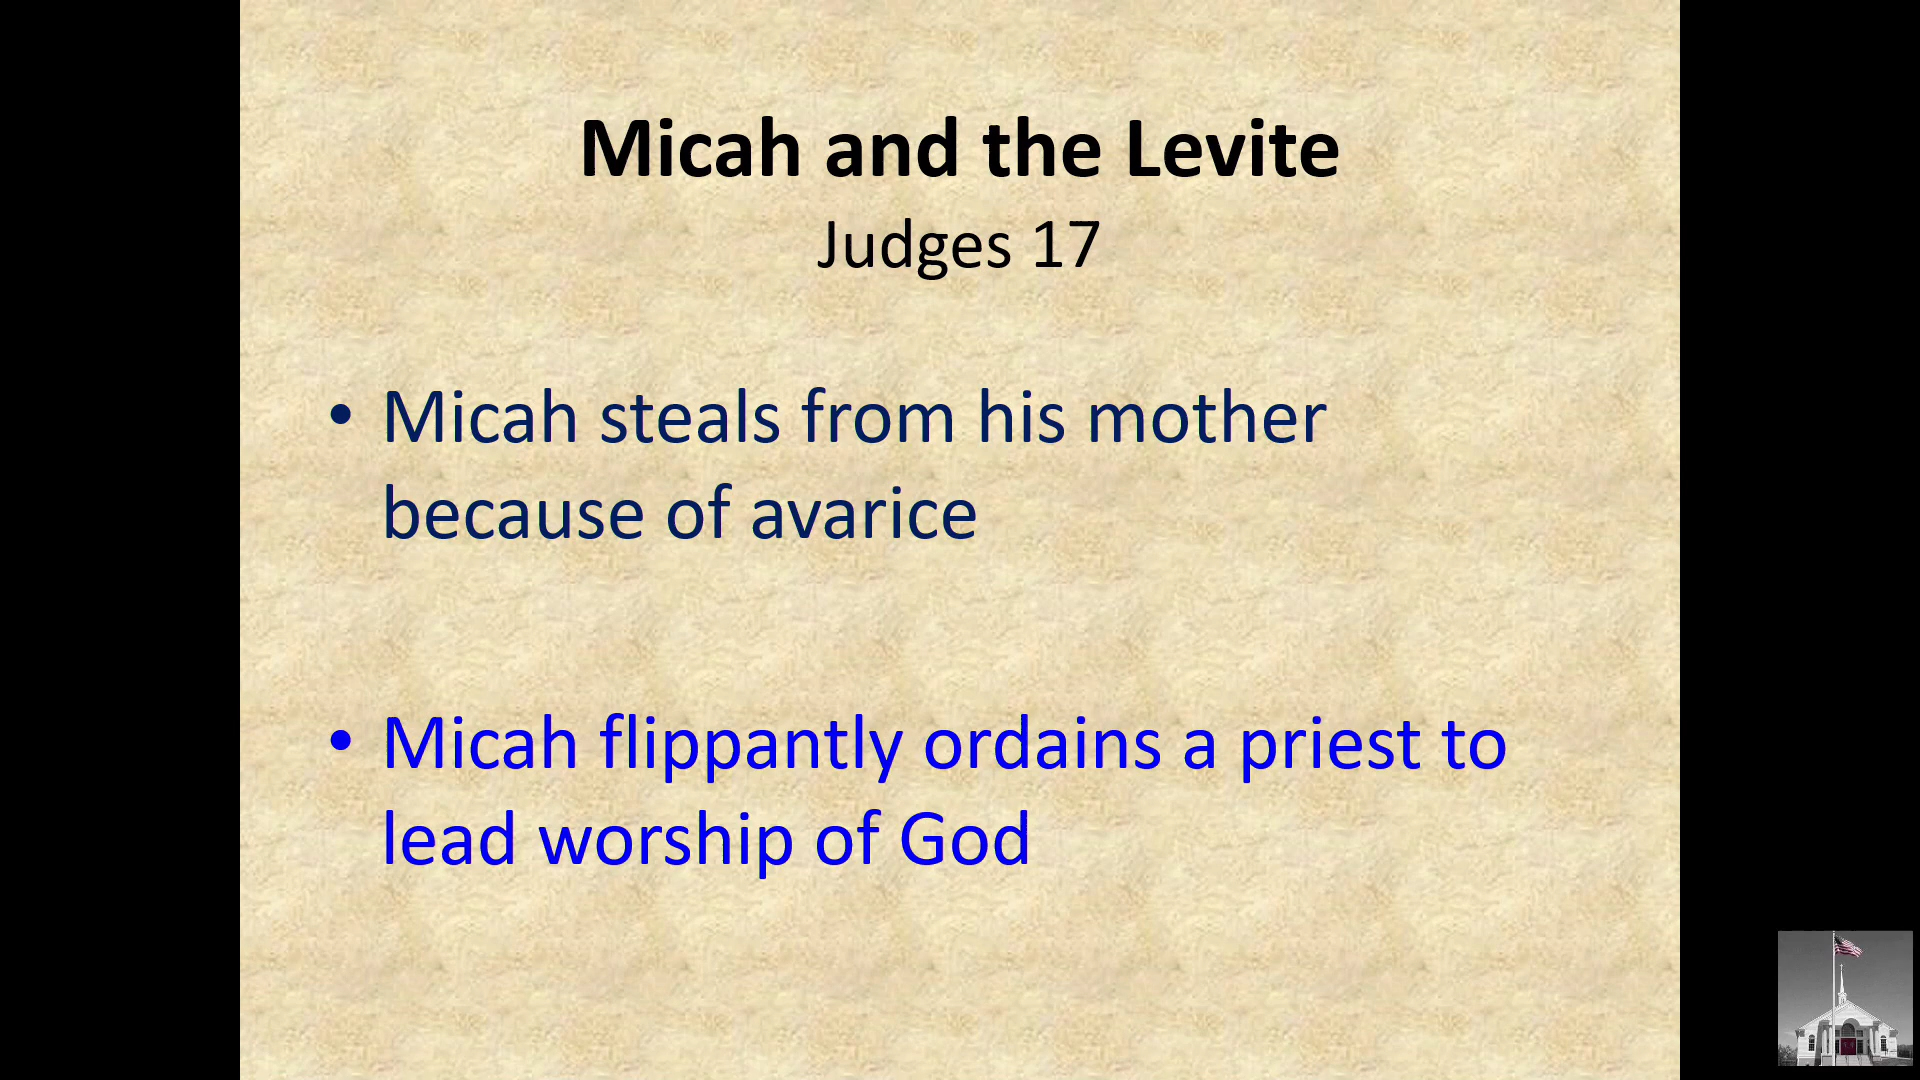 Micah and the Levite
Judges 17
• Micah steals from his mother
because of avarice
• Micah flippantly ordains a priest to
lead worship of God